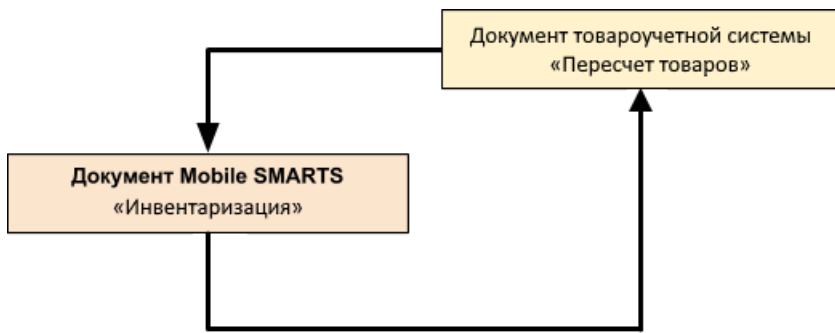 Документ товароучетной системы
«Пересчет товаров»
Документ Mobile SMARTS
«Инвентаризация»